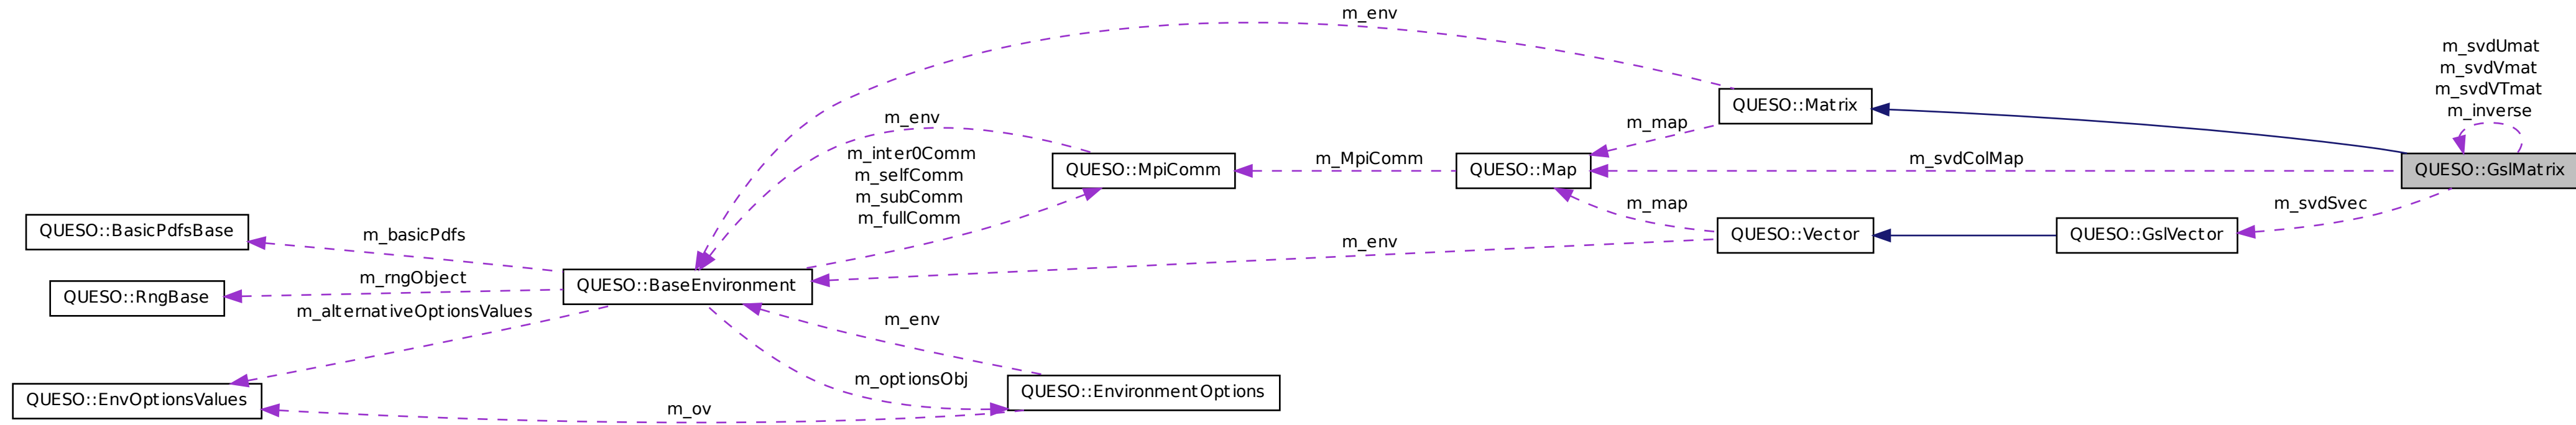 m_env
m_svdUmat
m_svdVmat
m_svdVTmat
m_inverse
QUESO::Matrix
m_env
m_map
m_inter0Comm
m_selfComm
m_subComm
m_fullComm
m_MpiComm
m_svdColMap
QUESO::MpiComm
QUESO::Map
QUESO::GslMatrix
m_map
m_svdSvec
QUESO::BasicPdfsBase
m_basicPdfs
m_env
QUESO::Vector
QUESO::GslVector
m_rngObject
QUESO::BaseEnvironment
QUESO::RngBase
m_alternativeOptionsValues
m_env
m_optionsObj
QUESO::EnvOptionsValues
QUESO::EnvironmentOptions
m_ov